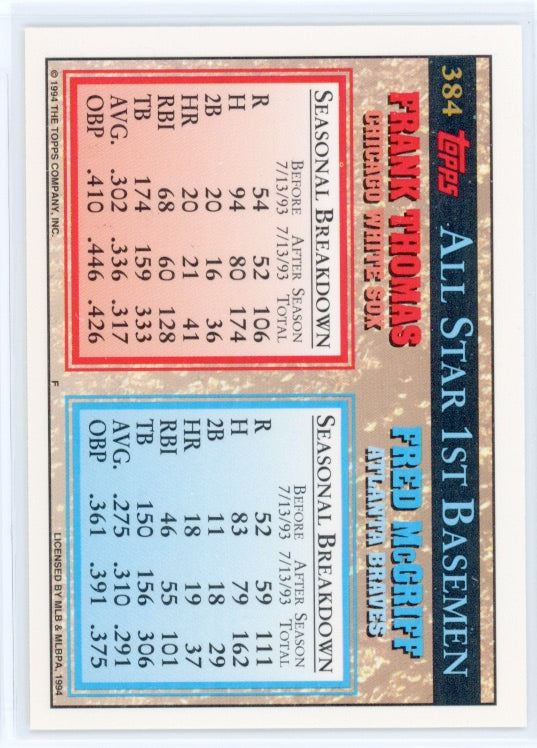 384 TOPPS ALL STAR 1ST BASEMEN
FRANK THOMAS
CHICAGO WHITE SOX
SEASONAL BREAKDOWN
BEFORE AFTER SEASON
7/13/93 7/13/93 TOTAL
R 54 52 106
H 94 80 174
2B 20 16 36
HR 20 21 41
RBI 68 60 128
TB 174 159 333
AVG. .302 .336 .317
OBP .410 .446 .426
FRED McGRIFF
ATLANTA BRAVES
SEASONAL BREAKDOWN
BEFORE AFTER SEASON
7/13/93 7/13/93 TOTAL
R 52 59 111
H 83 79 162
2B 11 18 29
HR 18 19 37
RBI 46 55 101
TB 150 156 306
AVG. .275 .310 .291
OBP .361 .391 .375
© 1994 THE TOPPS COMPANY, INC.
F
LICENSED BY MLB & MLBPA, 1994